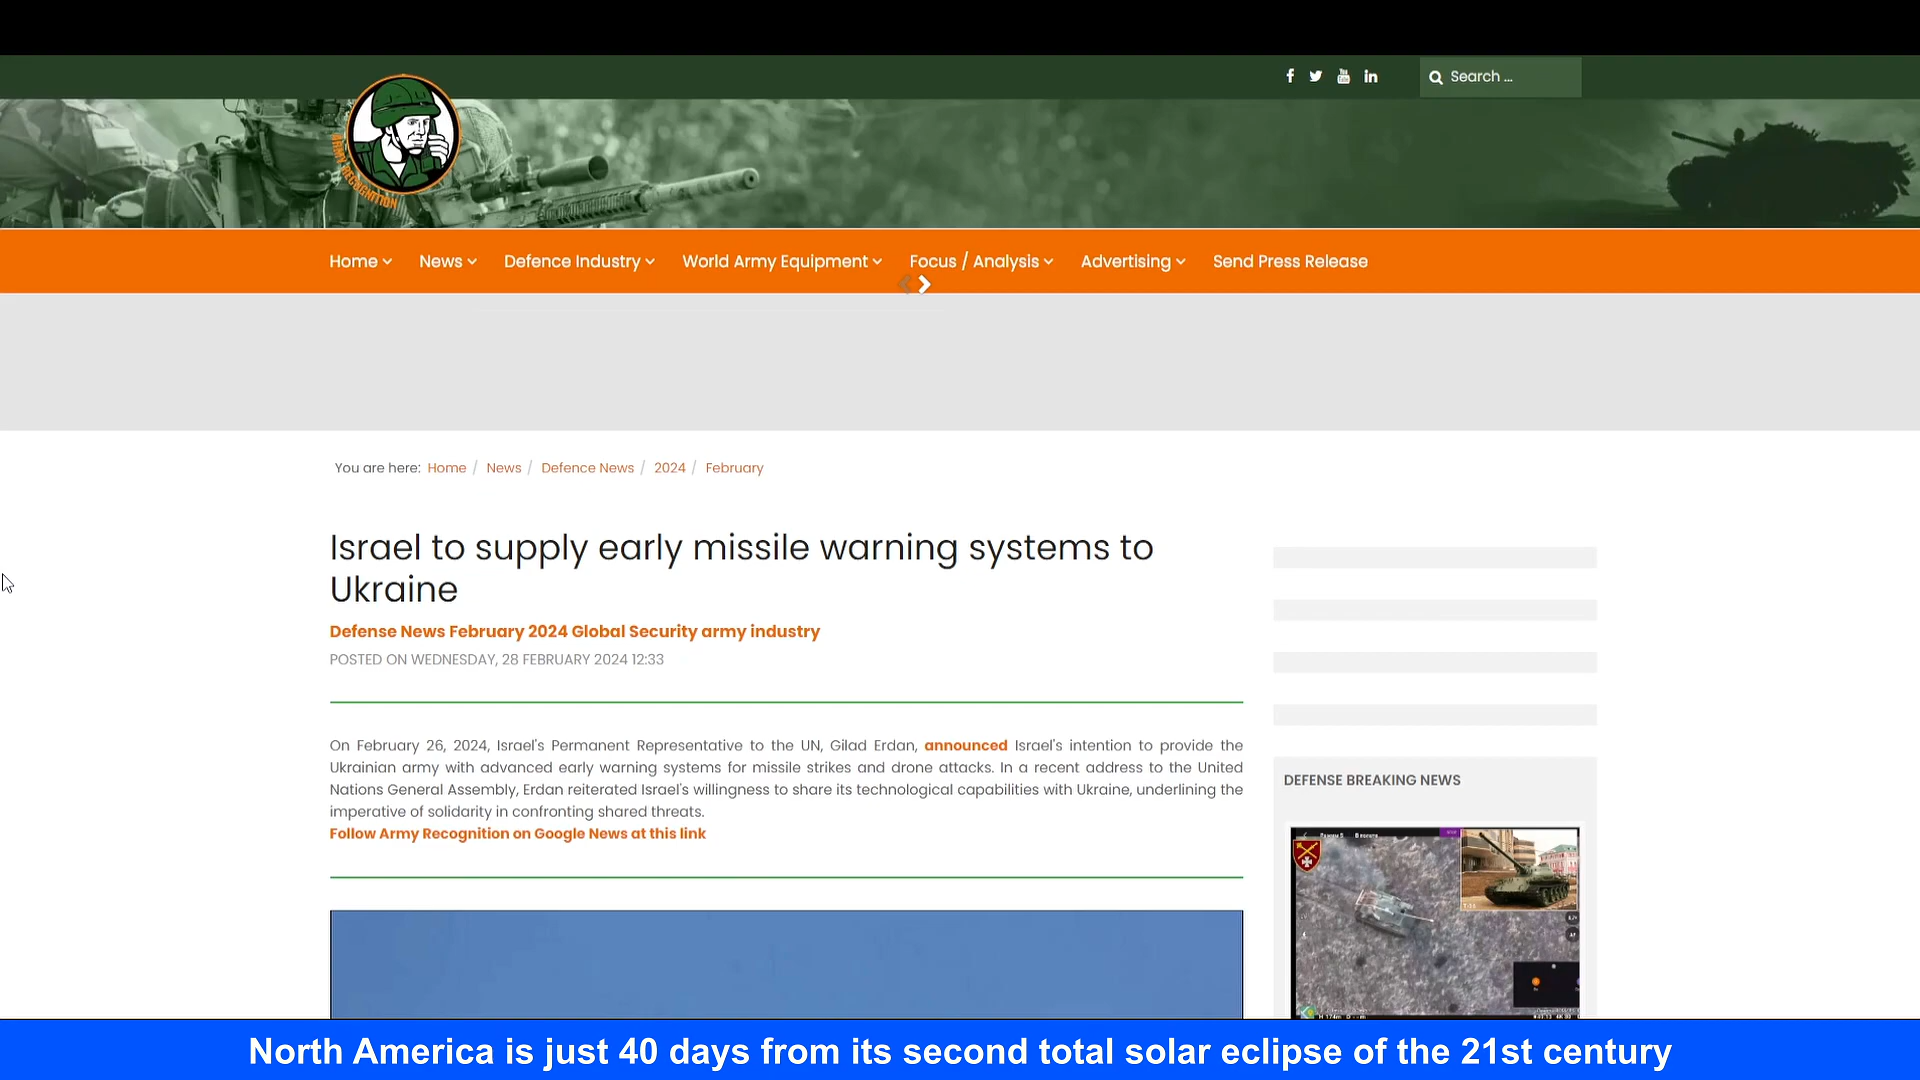 Search ...
ARMY RECOGNITION
Home
News
Defence Industry
World Army Equipment
Focus / Analysis
Advertising
Send Press Release
You are here: Home / News / Defence News / 2024 / February
Israel to supply early missile warning systems to
Ukraine
Defense News February 2024 Global Security army industry
POSTED ON WEDNESDAY, 28 FEBRUARY 2024 12:33
On February 26, 2024, Israel's Permanent Representative to the UN, Gilad Erdan, announced Israel's intention to provide the
Ukrainian army with advanced early warning systems for missile strikes and drone attacks. In a recent address to the United
Nations General Assembly, Erdan reiterated Israel's willingness to share its technological capabilities with Ukraine, underlining the
imperative of solidarity in confronting shared threats.
Follow Army Recognition on Google News at this link
DEFENSE BREAKING NEWS
North America is just 40 days from its second total solar eclipse of the 21st century